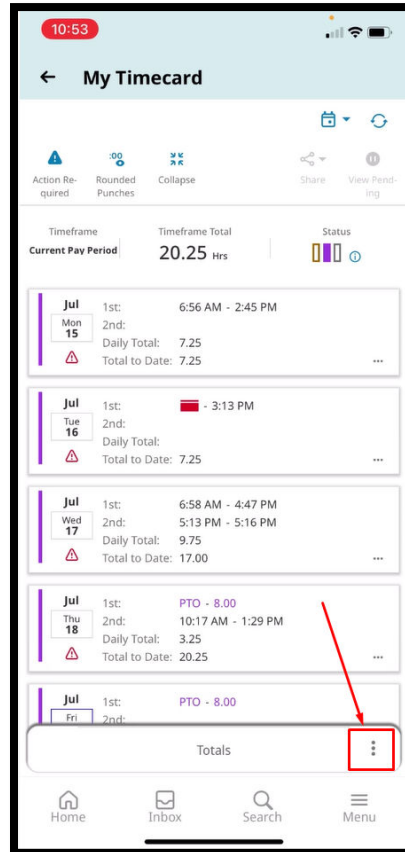 10:53
My Timecard
Action Re-
quired
:00
Rounded
Punches
Collapse
Share
View Pend-
ing
Timeframe
Current Pay Period
Timeframe Total
20.25 Hrs
Status
Jul
Mon
15
1st: 6:56 AM - 2:45 PM
2nd:
Daily Total: 7.25
Total to Date: 7.25
Jul
Tue
16
1st: - 3:13 PM
2nd:
Daily Total:
Total to Date: 7.25
Jul
Wed
17
1st: 6:58 AM - 4:47 PM
2nd: 5:13 PM - 5:16 PM
Daily Total: 9.75
Total to Date: 17.00
Jul
Thu
18
1st: PTO - 8.00
2nd: 10:17 AM - 1:29 PM
Daily Total: 3.25
Total to Date: 20.25
Jul
Fri
1st: PTO - 8.00
2nd:
Totals
Home
Inbox
Search
Menu